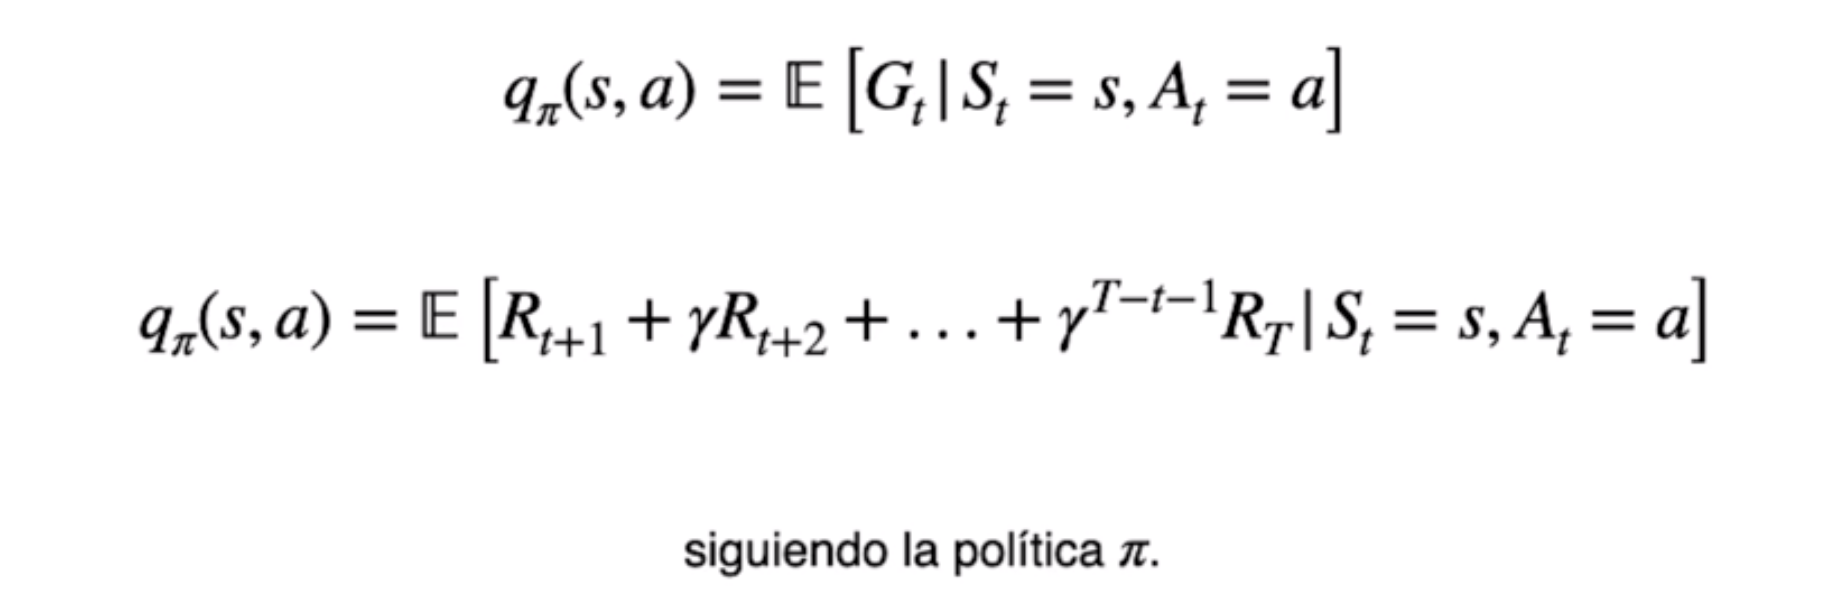 $q_\pi(s, a) = \mathbb{E}\left[G_t | S_t = s, A_t = a\right]$
$q_\pi(s, a) = \mathbb{E}\left[R_{t+1} + \gamma R_{t+2} + \ldots + \gamma^{T-t-1} R_T | S_t = s, A_t = a\right]$
siguiendo la política $\pi$.